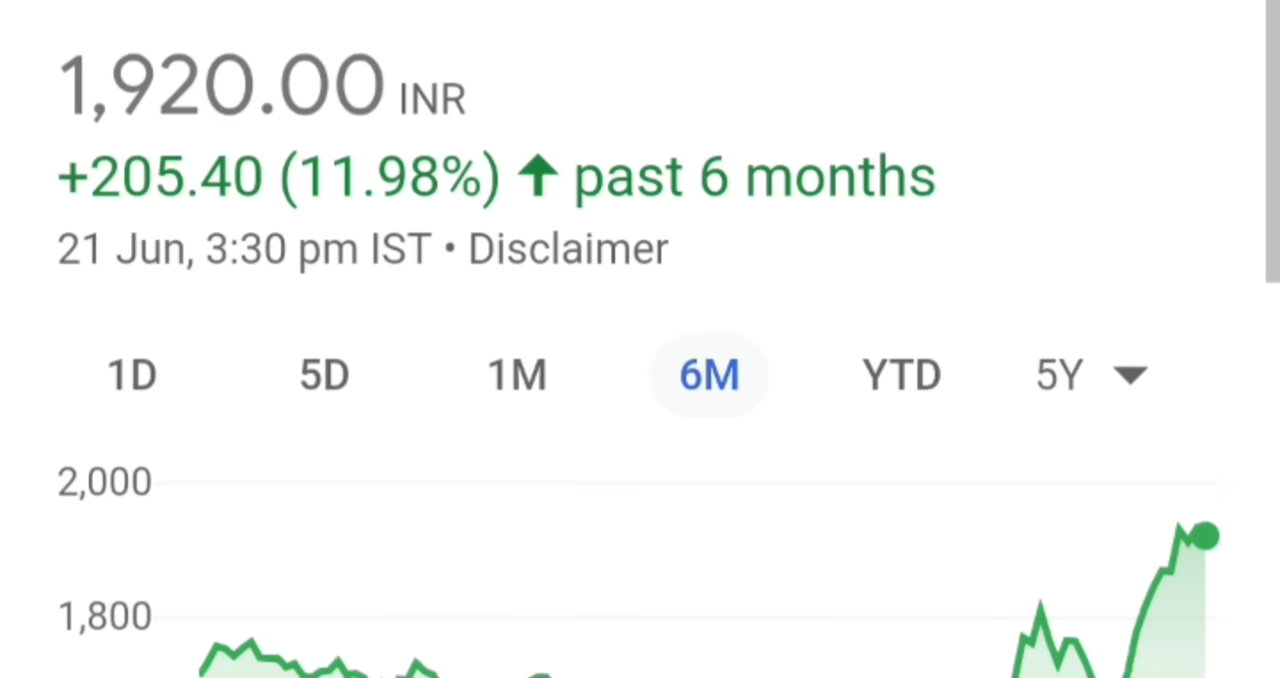 1,920.00 INR
+205.40 (11.98%) ↑ past 6 months
21 Jun, 3:30 pm IST • Disclaimer
1D 5D 1M 6M YTD 5Y
2,000
1,800